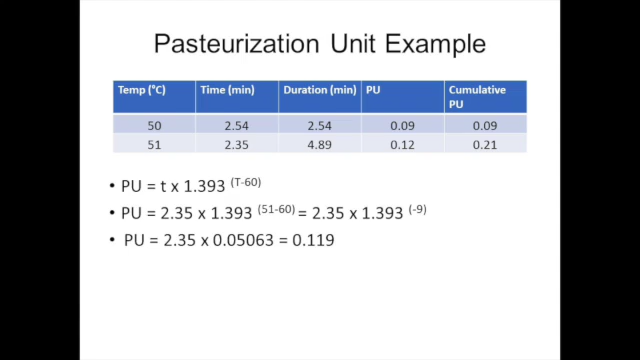 Pasteurization Unit Example
Temp (°C) Time (min) Duration (min) PU Cumulative PU
50 2.54 2.54 0.09 0.09
51 2.35 4.89 0.12 0.21
• PU = t x 1.393 (T-60)
• PU = 2.35 x 1.393 (51-60) = 2.35 x 1.393 (-9)
• PU = 2.35 x 0.05063 = 0.119